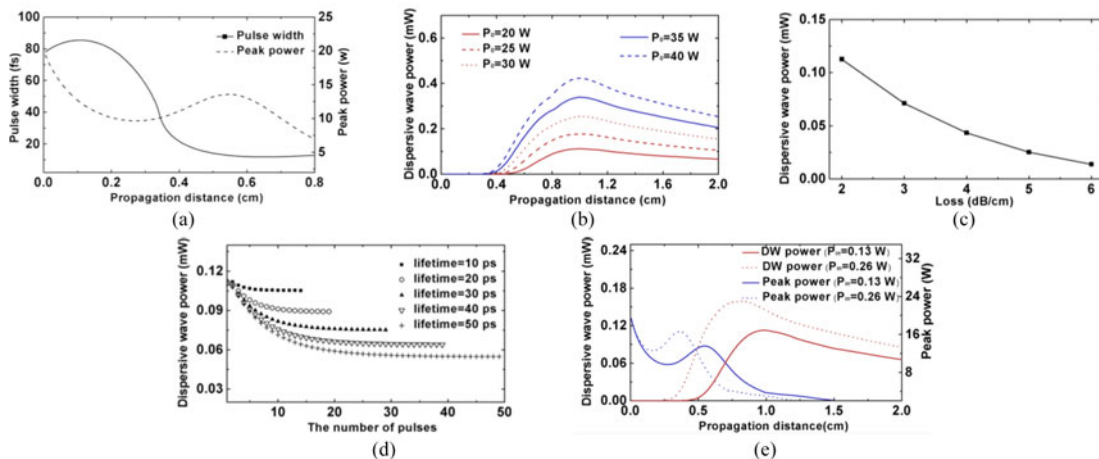 Pulse width
Peak power
Pulse width (fs)
100
80
60
40
20
25
20
15
10
5
0
Peak power (w)
0.0 0.2 0.4 0.6 0.8
Propagation distance (cm)
(a)
P₀=20 W
P₀=25 W
P₀=30 W
P₀=35 W
P₀=40 W
Dispersive wave power (mW)
0.6
0.4
0.2
0.0
0.0 0.4 0.8 1.2 1.6 2.0
Propagation distance (cm)
(b)
Dispersive wave power (mW)
0.15
0.10
0.05
0.00
2 3 4 5 6
Loss (dB/cm)
(c)
lifetime=10 ps
lifetime=20 ps
lifetime=30 ps
lifetime=40 ps
lifetime=50 ps
Dispersive wave power (mW)
0.12
0.09
0.06
0.03
10 20 30 40 50
The number of pulses
(d)
DW power (Pₘ=0.13 W)
DW power (Pₘ=0.26 W)
Peak power (Pₘ=0.13 W)
Peak power (Pₘ=0.26 W)
Dispersive wave power (mW)
0.24
0.18
0.12
0.06
0.00
32
24
16
8
Peak power (W)
0.0 0.5 1.0 1.5 2.0
Propagation distance(cm)
(e)